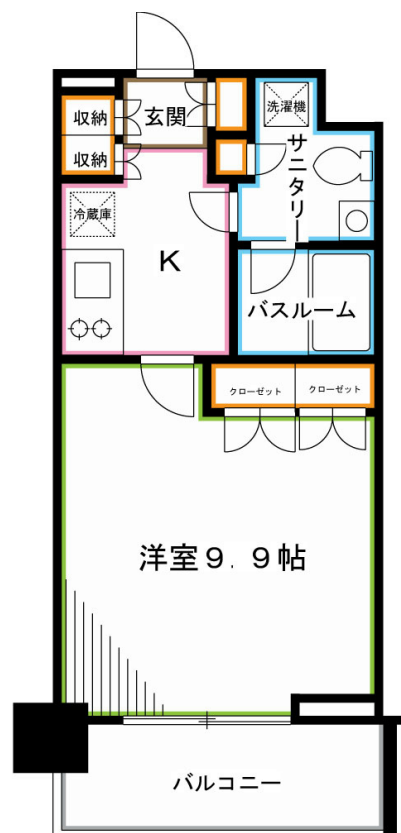 洗濯機
収納
玄関
収納
サニタリー
冷蔵庫
K
バスルーム
クローゼット
クローゼット
洋室9.9帖
バルコニー